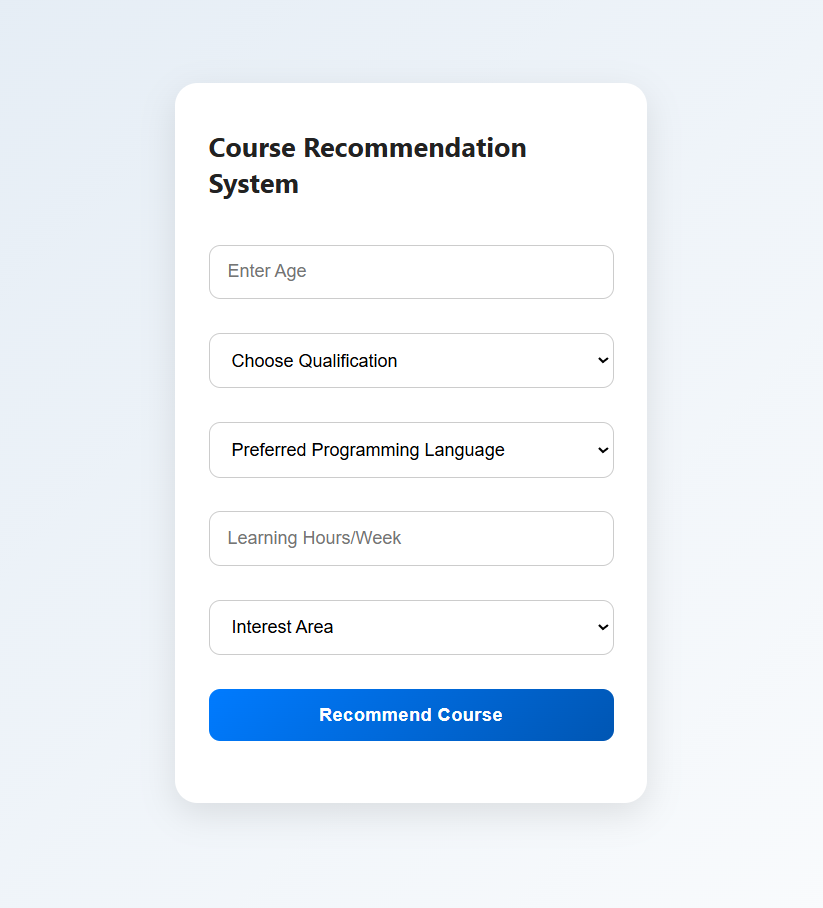 Course Recommendation
System
Enter Age
Choose Qualification
Preferred Programming Language
Learning Hours/Week
Interest Area
Recommend Course